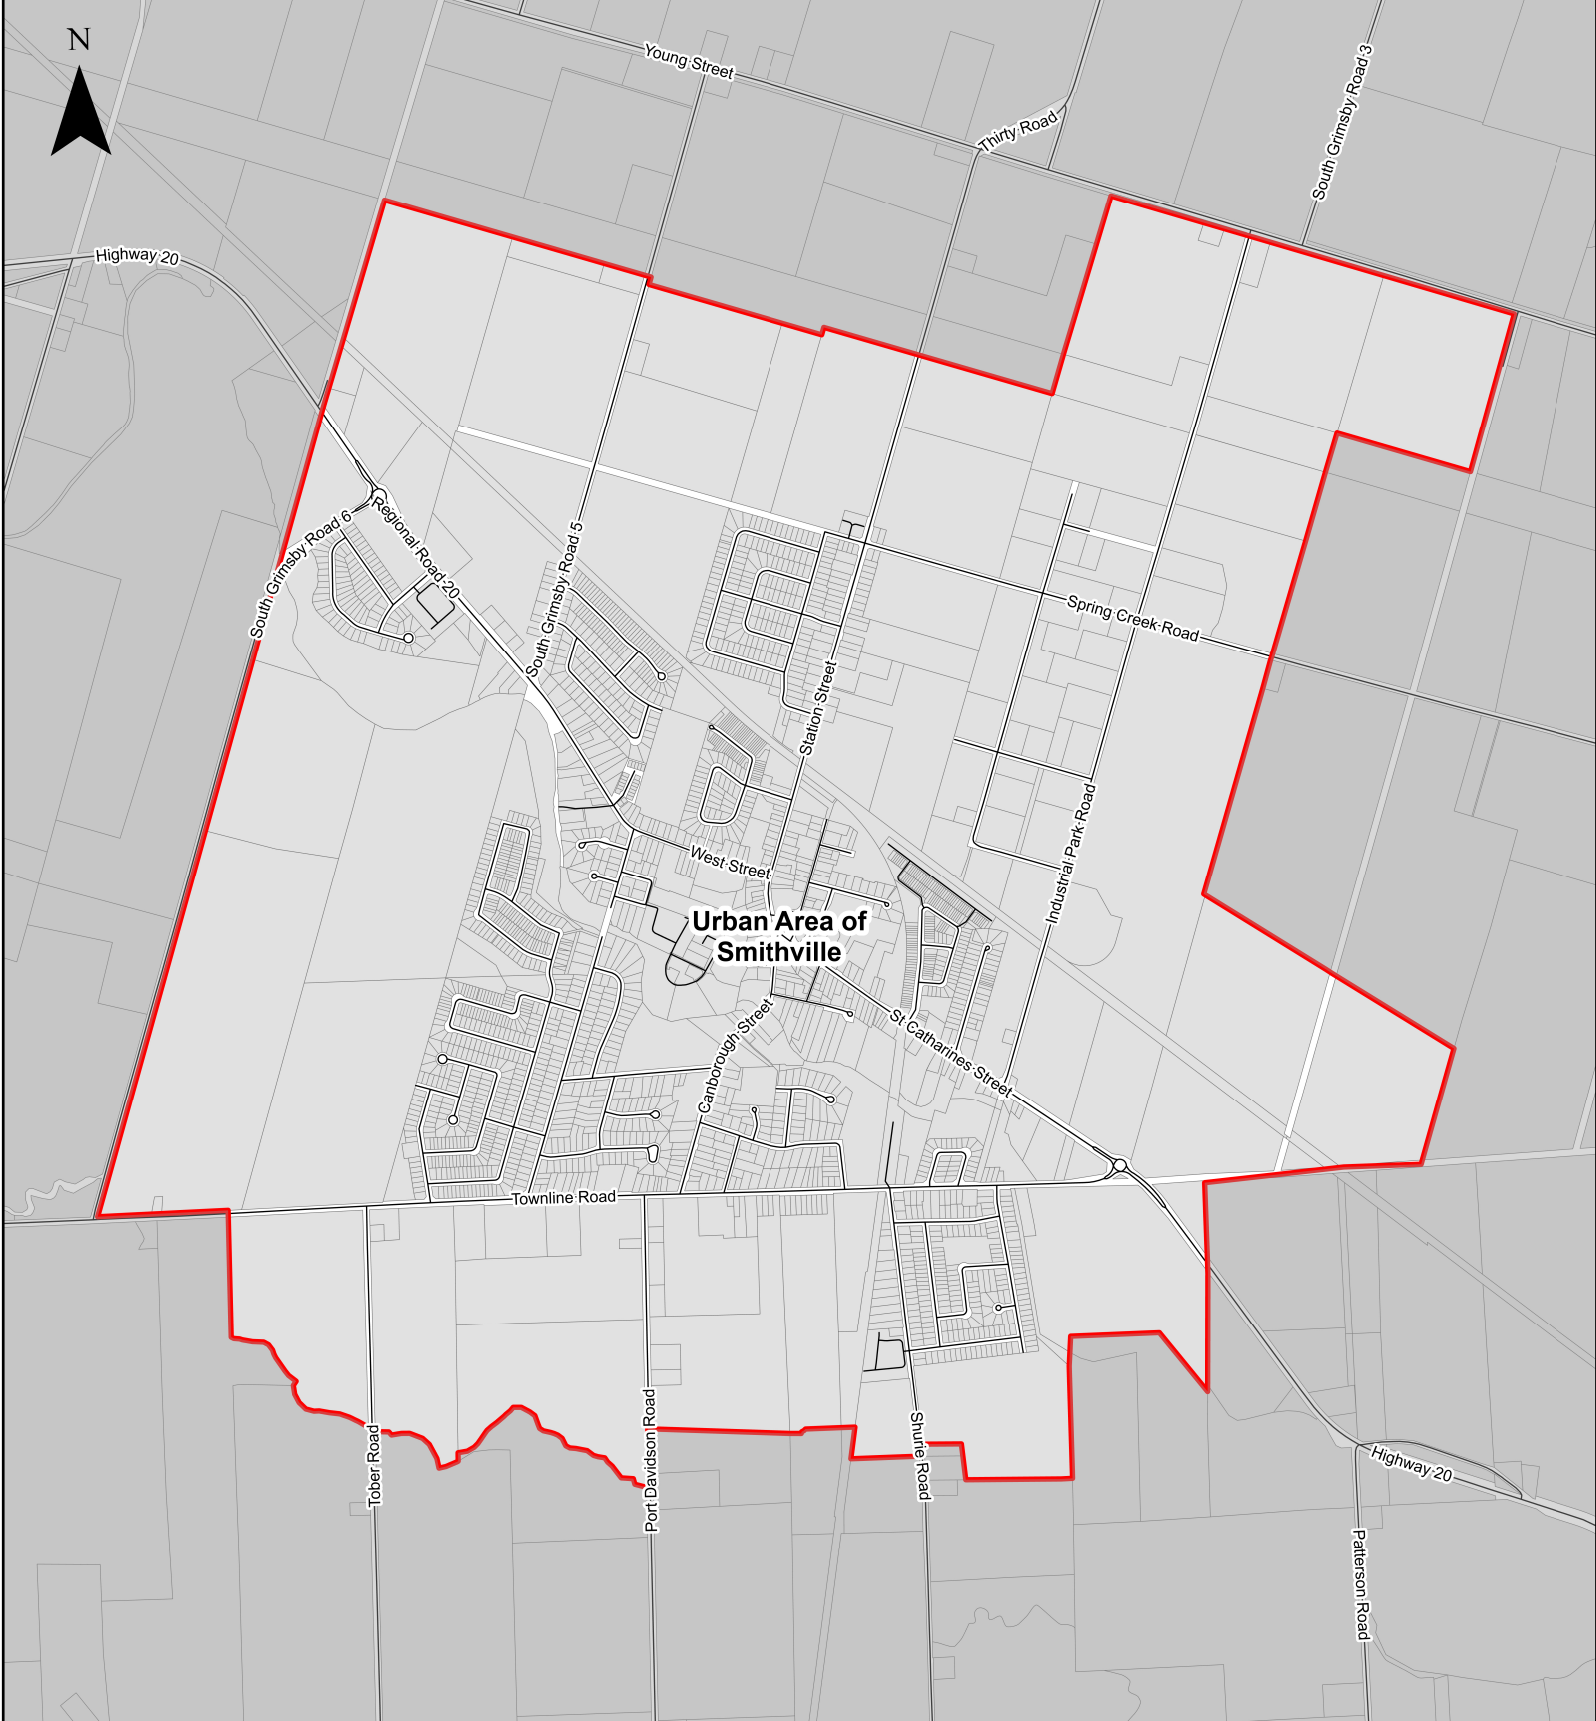 N
Young Street
South Grimsby Road 3
Thirty Road
Highway 20
Regional Road 20
South Grimsby Road 6
South Grimsby Road 5
Spring Creek Road
Station Street
Industrial Park Road
West Street
Urban Area of
Smithville
Canborough Street
St Catharines Street
Townline Road
Tober Road
Port Davidson Road
Shurie Road
Highway 20
Patterson Road